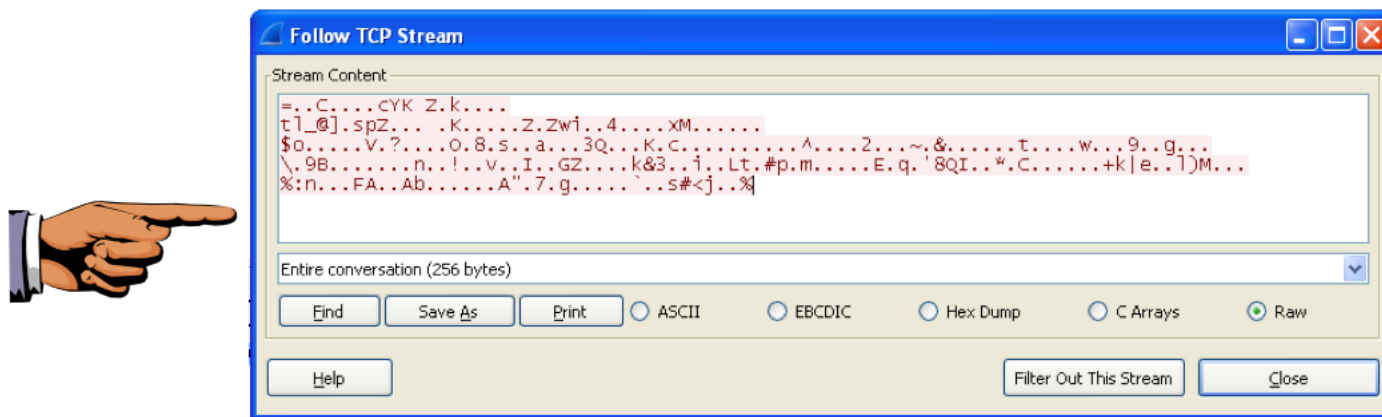 Follow TCP Stream
Stream Content
=..C....cYK Z.k....
tl_@].spZ... .K.....Z.Zwi..4....xM......
$o.....V.?....O.8.s..a...3Q...K.c..........^....2...~.&......t....w...9..g...
\.9B.......n..!..v..I..GZ....k&3..i..Lt.#p.m.....E.q.'8QI..*.C......+k|e..l)M...
%:n...FA..Ab......A".7.g.....`..s#<j..%
Entire conversation (256 bytes)
Find Save As Print ASCII EBCDIC Hex Dump C Arrays Raw
Help Filter Out This Stream Close